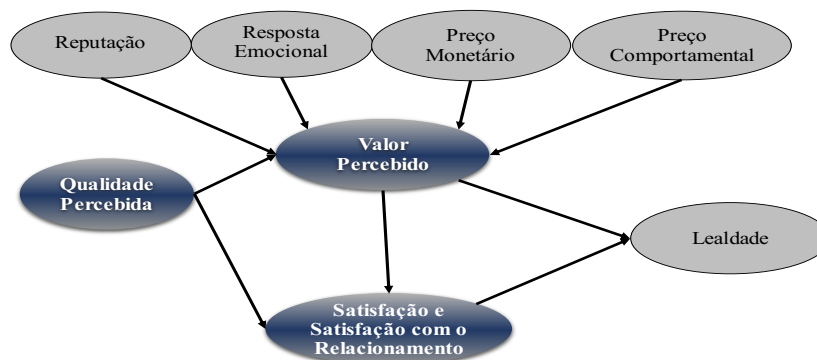 Reputação
Resposta
Emocional
Preço
Monetário
Preço
Comportamental
Valor
Percebido
Qualidade
Percebida
Lealdade
Satisfação e
Satisfação com o
Relacionamento